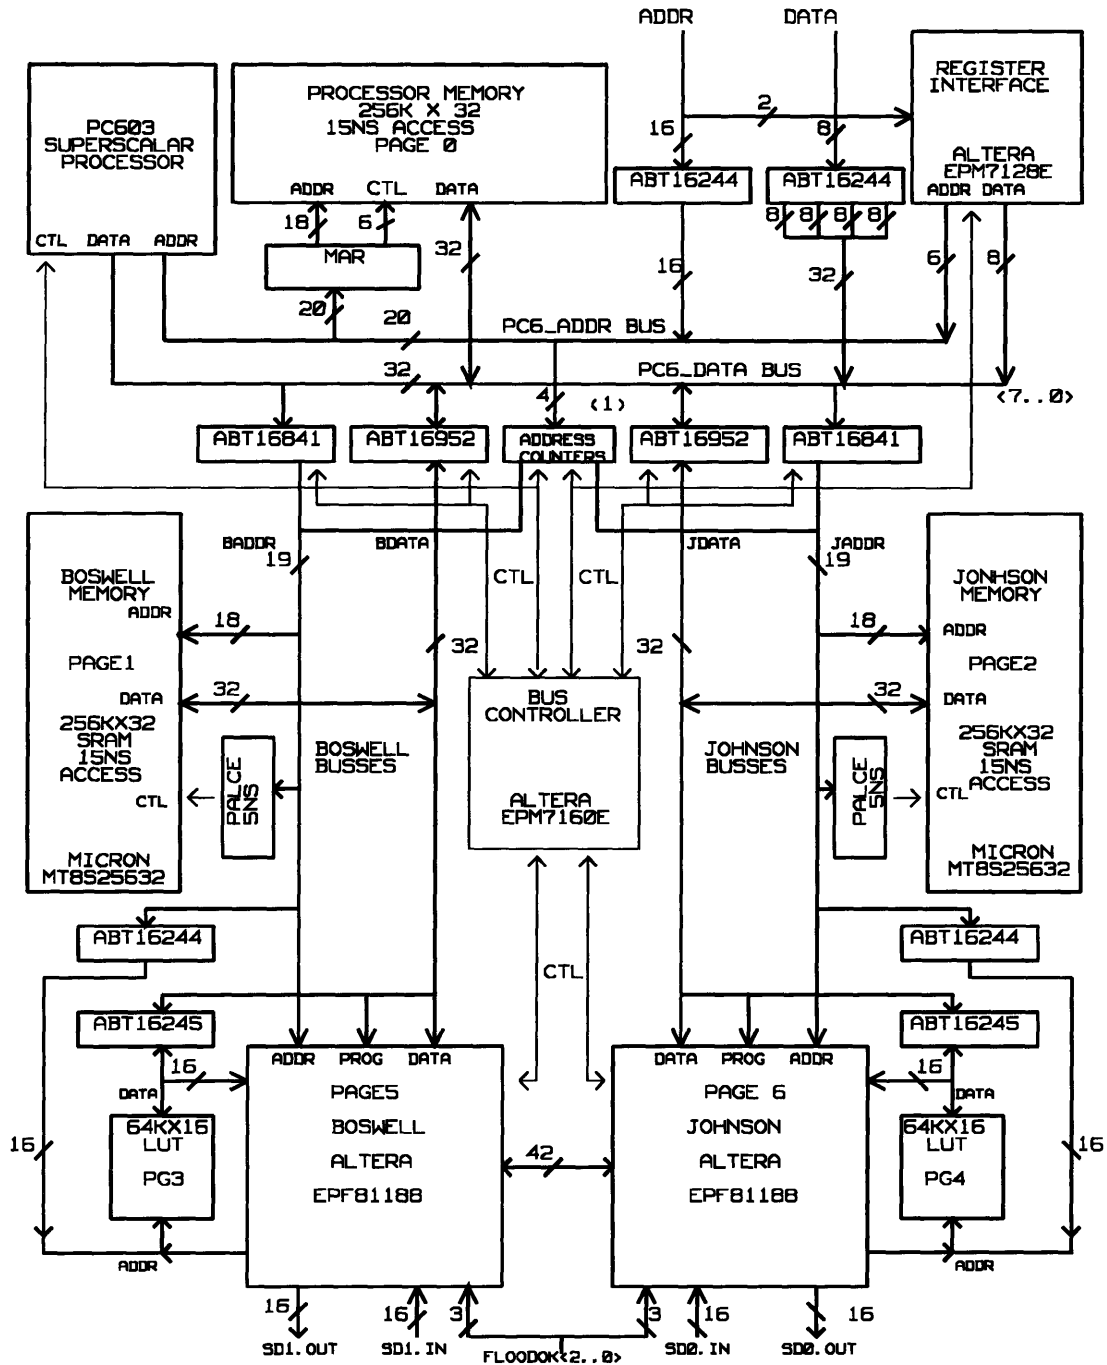 ADDR
DATA
PC603
SUPERSCALAR
PROCESSOR
CTL
DATA
ADDR
PROCESSOR MEMORY
256K X 32
15NS ACCESS
PAGE 0
ADDR
CTL
DATA
REGISTER
INTERFACE
ALTERA
EPM7128E
ADDR DATA
2
16
8
ABT16244
ABT16244
18
6
32
8
8
8
8
MAR
16
32
6
8
20
20
PC6_ADDR BUS
32
PC6_DATA BUS
4
(1)
<7..0>
ABT16841
ABT16952
ADDRESS
COUNTERS
ABT16952
ABT16841
BADDR
19
BDATA
JDATA
JADDR
19
CTL
CTL
BOSWELL
MEMORY
ADDR
PAGE1
DATA
256KX32
SRAM
15NS
ACCESS
CTL
MICRON
MT8S25632
18
32
32
PALCE
5NS
BOSWELL
BUSSES
BUS
CONTROLLER
ALTERA
EPM7160E
JONHSON
MEMORY
ADDR
PAGE2
DATA
256KX32
SRAM
15NS
ACCESS
CTL
MICRON
MT8S25632
18
32
32
JOHNSON
BUSSES
PALCE
5NS
ABT16244
ABT16244
CTL
ABT16245
ABT16245
ADDR PROG DATA
PAGE5
BOSWELL
ALTERA
EPF81188
DATA PROG ADDR
PAGE 6
JOHNSON
ALTERA
EPF81188
16
DATA
64KX16
LUT
PG3
16
ADDR
42
16
DATA
64KX16
LUT
PG4
16
ADDR
16
16
3
3
16
16
SD1.OUT
SD1.IN
FLOODOK<2..0>
SD0.IN
SD0.OUT